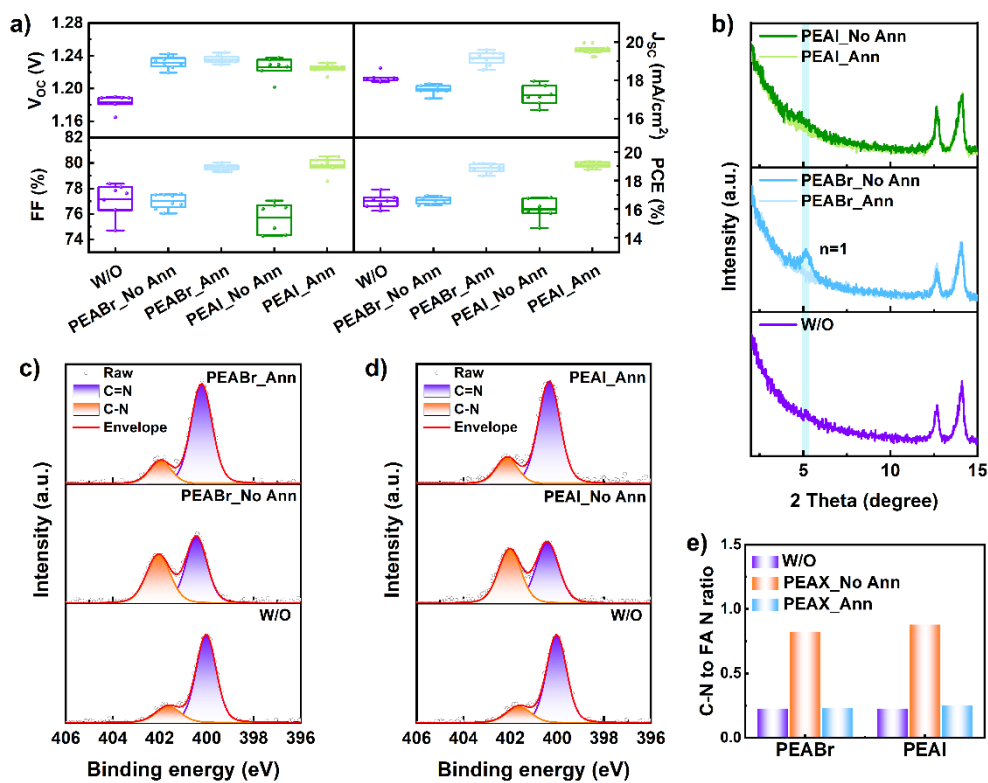 a)
V_OC (V)
1.28
1.24
1.20
1.16
J_SC (mA/cm²)
20
18
16
14
FF (%)
82
80
78
76
74
PCE (%)
20
18
16
14
W/O
PEABr_No Ann
PEABr_Ann
PEAI_No Ann
PEAI_Ann
W/O
PEABr_No Ann
PEABr_Ann
PEAI_No Ann
PEAI_Ann
b)
PEAI_No Ann
PEAI_Ann
PEABr_No Ann
PEABr_Ann
n=1
W/O
Intensity (a.u.)
5
10
15
2 Theta (degree)
c)
Raw
C=N
C-N
Envelope
PEABr_Ann
PEABr_No Ann
W/O
Intensity (a.u.)
406 404 402 400 398 396
Binding energy (eV)
d)
Raw
C=N
C-N
Envelope
PEAI_Ann
PEAI_No Ann
W/O
Intensity (a.u.)
406 404 402 400 398 396
Binding energy (eV)
e)
W/O
PEAX_No Ann
PEAX_Ann
C-N to FA N ratio
1.5
1.0
0.5
0.0
PEABr
PEAI